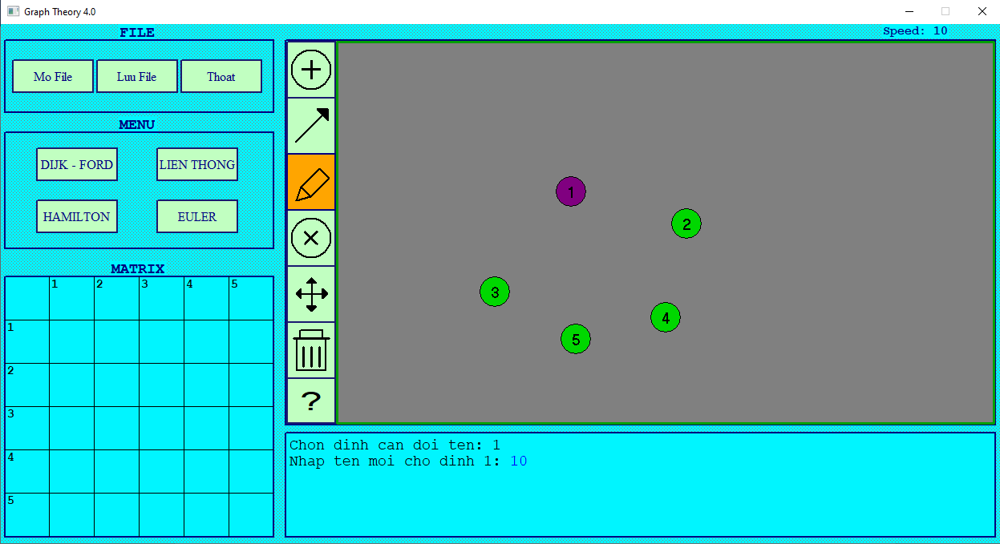 Graph Theory 4.0
FILE
Speed: 10
Mo File
Luu File
Thoat
MENU
DIJK - FORD
LIEN THONG
HAMILTON
EULER
MATRIX
1 2 3 4 5
1
2
3
4
5
1
2
3
4
5
?
Chon dinh can doi ten: 1
Nhap ten moi cho dinh 1: 10